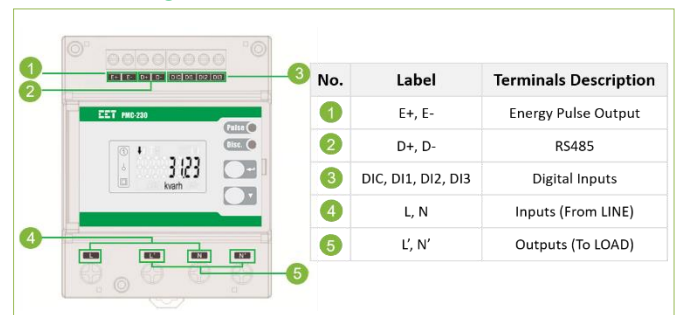 E+ E- D+ D- DIC DI1 DI2 DI3
1
2
3
CET PMC-230
Pulse
Disc.
3123
kvarh
4
L L' N N'
5
No. Label Terminals Description
1 E+, E- Energy Pulse Output
2 D+, D- RS485
3 DIC, DI1, DI2, DI3 Digital Inputs
4 L, N Inputs (From LINE)
5 L’, N’ Outputs (To LOAD)